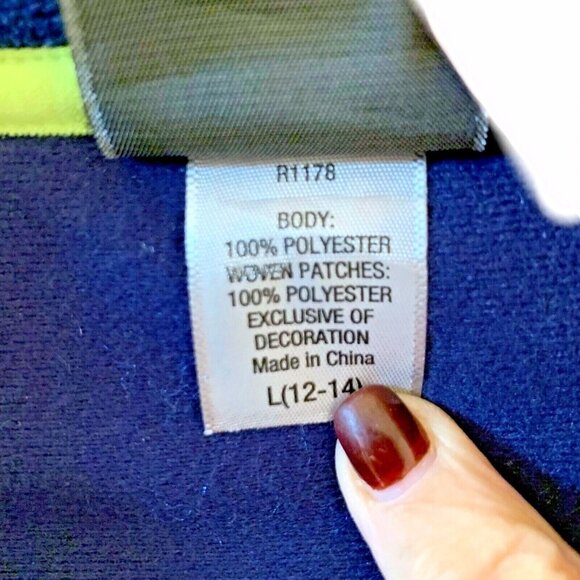 R1178
BODY:
100% POLYESTER
WOVEN PATCHES:
100% POLYESTER
EXCLUSIVE OF
DECORATION
Made in China
L(12-14)